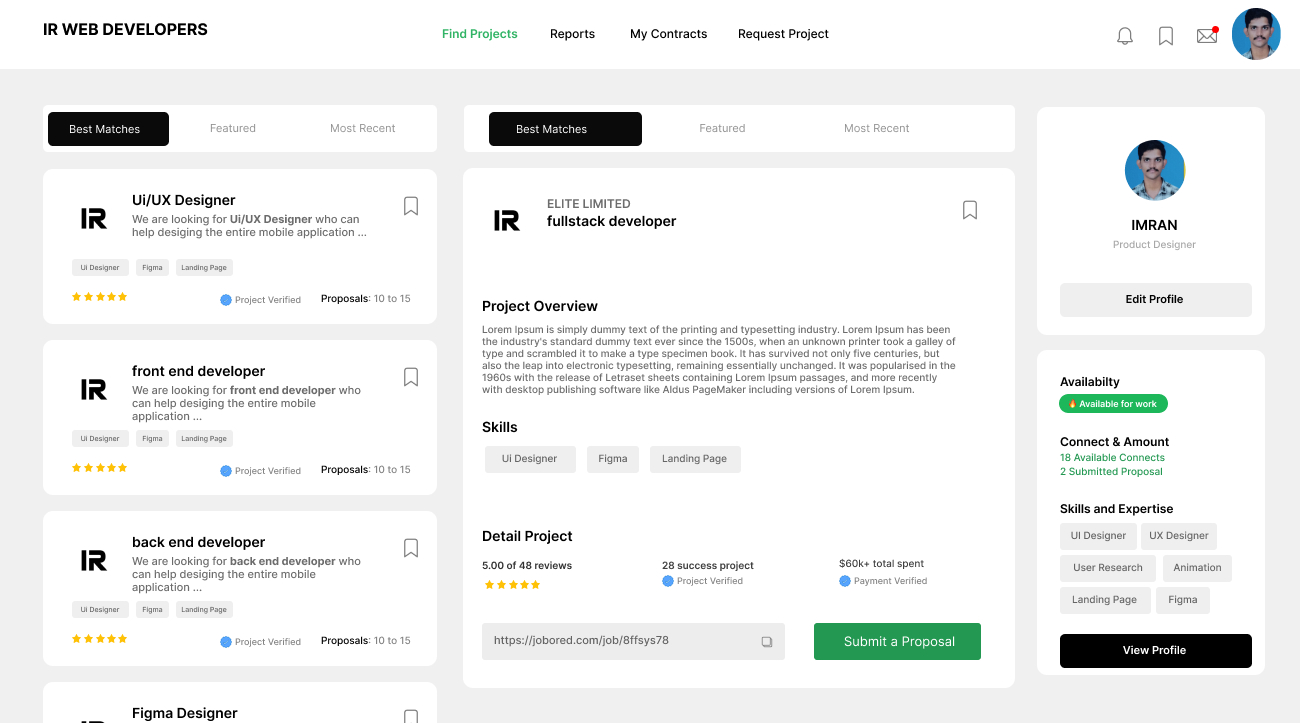 IR WEB DEVELOPERS
Find Projects
Reports
My Contracts
Request Project
Best Matches
Featured
Most Recent
Ui/UX Designer
We are looking for Ui/UX Designer who can
help desiging the entire mobile application ...
Ui Designer
Figma
Landing Page
Project Verified
Proposals: 10 to 15
front end developer
We are looking for front end developer who
can help desiging the entire mobile
application ...
Ui Designer
Figma
Landing Page
Project Verified
Proposals: 10 to 15
back end developer
We are looking for back end developer who
can help desiging the entire mobile
application ...
Ui Designer
Figma
Landing Page
Project Verified
Proposals: 10 to 15
Figma Designer
Best Matches
Featured
Most Recent
IR
IR
IR
IR
ELITE LIMITED
fullstack developer
Project Overview
Lorem Ipsum is simply dummy text of the printing and typesetting industry. Lorem Ipsum has been
the industry's standard dummy text ever since the 1500s, when an unknown printer took a galley of
type and scrambled it to make a type specimen book. It has survived not only five centuries, but
also the leap into electronic typesetting, remaining essentially unchanged. It was popularised in the
1960s with the release of Letraset sheets containing Lorem Ipsum passages, and more recently
with desktop publishing software like Aldus PageMaker including versions of Lorem Ipsum.
Skills
Ui Designer
Figma
Landing Page
Detail Project
5.00 of 48 reviews
28 success project
Project Verified
$60k+ total spent
Payment Verified
https://jobored.com/job/8ffsys78
Submit a Proposal
IMRAN
Product Designer
Edit Profile
Availabilty
Available for work
Connect & Amount
18 Available Connects
2 Submitted Proposal
Skills and Expertise
UI Designer
UX Designer
User Research
Animation
Landing Page
Figma
View Profile